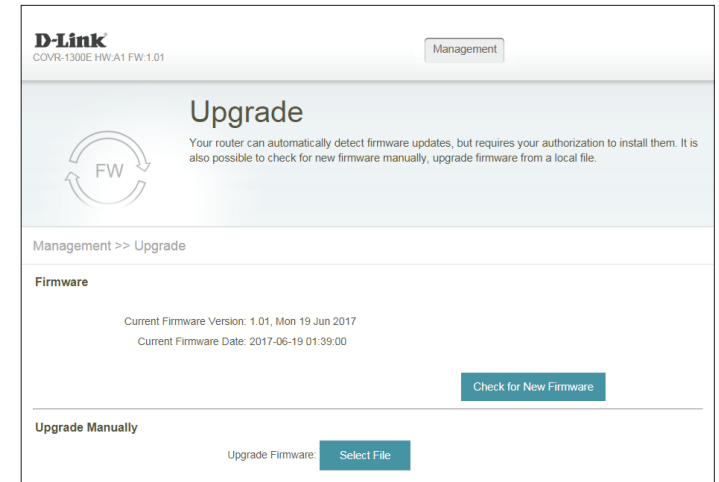 D-Link
COVR-1300E HW:A1 FW:1.01
Management
Upgrade
Your router can automatically detect firmware updates, but requires your authorization to install them. It is
also possible to check for new firmware manually, upgrade firmware from a local file.
FW
Management >> Upgrade
Firmware
Current Firmware Version: 1.01, Mon 19 Jun 2017
Current Firmware Date: 2017-06-19 01:39:00
Check for New Firmware
Upgrade Manually
Upgrade Firmware: Select File